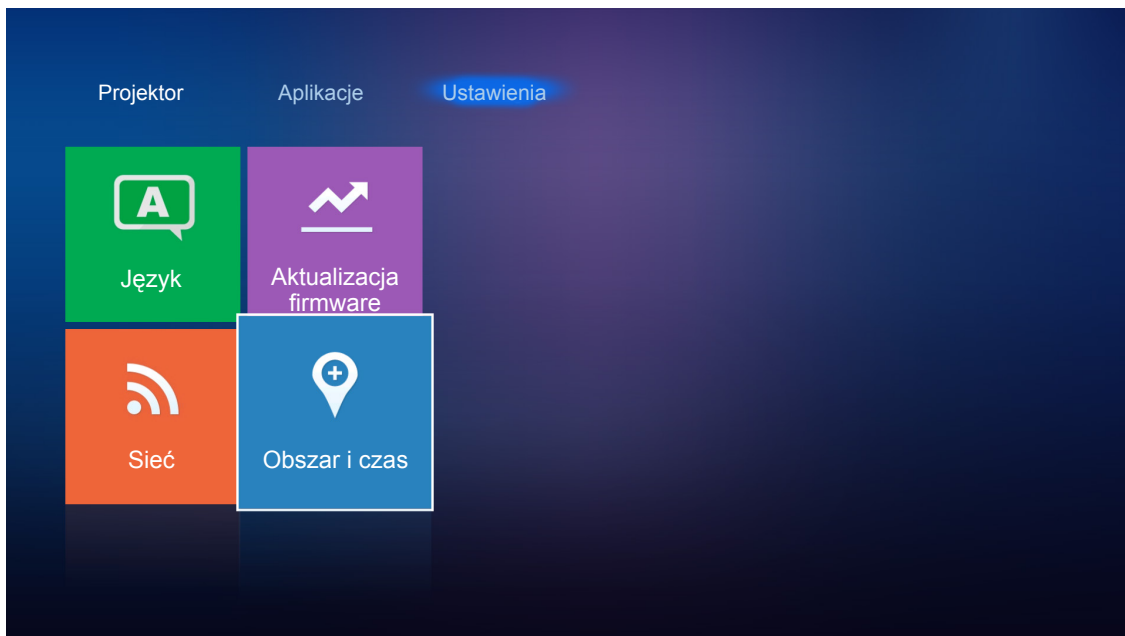 Projektor
Aplikacje
Ustawienia
A
Język
Aktualizacja
firmware
Sieć
Obszar i czas